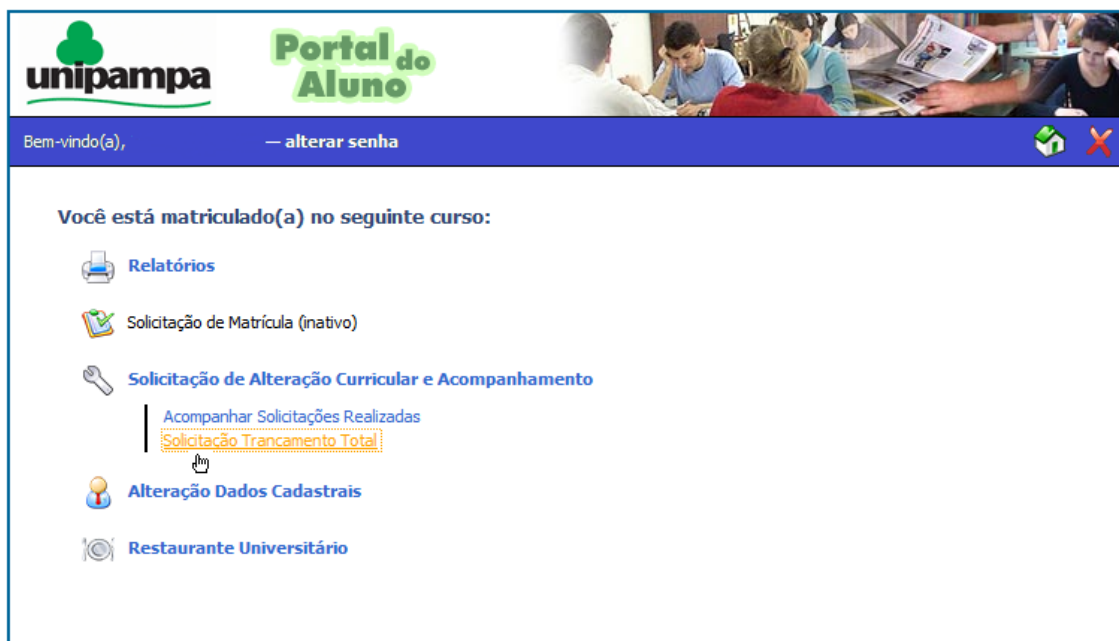 unipampa
Portal do
Aluno
Bem-vindo(a), — alterar senha
Você está matriculado(a) no seguinte curso:
Relatórios
Solicitação de Matrícula (inativo)
Solicitação de Alteração Curricular e Acompanhamento
Acompanhar Solicitações Realizadas
Solicitação Trancamento Total
Alteração Dados Cadastrais
Restaurante Universitário